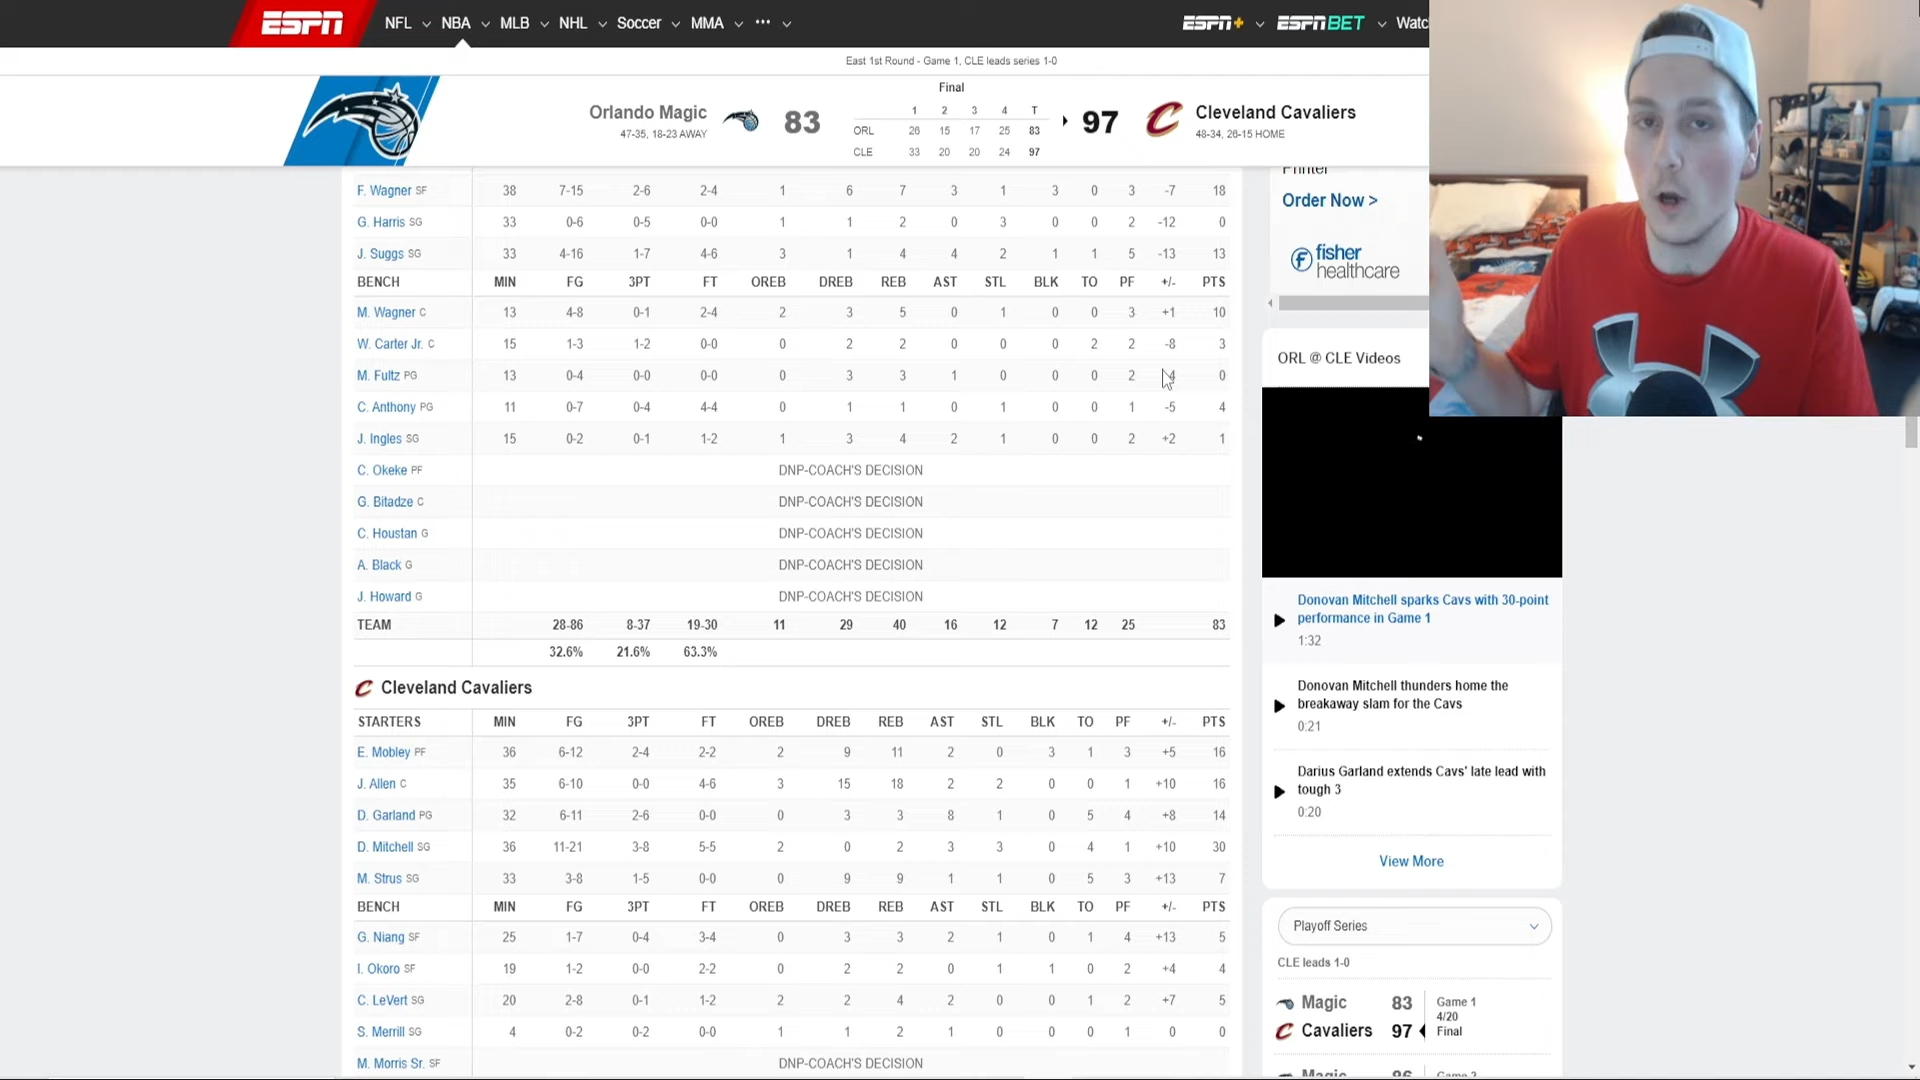 ESPN NFL NBA MLB NHL Soccer MMA ••• ESPN+ ESPN BET Watc
East 1st Round - Game 1, CLE leads series 1-0
Final
Orlando Magic 83 97 Cleveland Cavaliers
47-35, 18-23 AWAY 48-34, 26-15 HOME
1 2 3 4 T
ORL 26 15 17 25 83
CLE 33 20 20 24 97
F. Wagner SF 38 7-15 2-6 2-4 1 6 7 3 1 3 0 3 -7 18
G. Harris SG 33 0-6 0-5 0-0 1 1 2 0 3 0 0 2 -12 0
J. Suggs SG 33 4-16 1-7 4-6 3 1 4 4 2 1 1 5 -13 13
BENCH MIN FG 3PT FT OREB DREB REB AST STL BLK TO PF +/- PTS
M. Wagner C 13 4-8 0-1 2-4 2 3 5 0 1 0 0 3 +1 10
W. Carter Jr. C 15 1-3 1-2 0-0 0 2 2 0 0 0 2 2 -8 3
M. Fultz PG 13 0-4 0-0 0-0 0 3 3 1 0 0 0 2 0
C. Anthony PG 11 0-7 0-4 4-4 0 1 1 0 1 0 0 1 -5 4
J. Ingles SG 15 0-2 0-1 1-2 1 3 4 2 1 0 0 2 +2 1
C. Okeke PF DNP-COACH'S DECISION
G. Bitadze C DNP-COACH'S DECISION
C. Houstan G DNP-COACH'S DECISION
A. Black G DNP-COACH'S DECISION
J. Howard G DNP-COACH'S DECISION
TEAM 28-86 8-37 19-30 11 29 40 16 12 7 12 25 83
32.6% 21.6% 63.3%
Cleveland Cavaliers
STARTERS MIN FG 3PT FT OREB DREB REB AST STL BLK TO PF +/- PTS
E. Mobley PF 36 6-12 2-4 2-2 2 9 11 2 0 3 1 3 +5 16
J. Allen C 35 6-10 0-0 4-6 3 15 18 2 2 0 0 1 +10 16
D. Garland PG 32 6-11 2-6 0-0 0 3 3 8 1 0 5 4 +8 14
D. Mitchell SG 36 11-21 3-8 5-5 2 0 2 3 3 0 4 1 +10 30
M. Strus SG 33 3-8 1-5 0-0 0 9 9 1 1 0 5 3 +13 7
BENCH MIN FG 3PT FT OREB DREB REB AST STL BLK TO PF +/- PTS
G. Niang SF 25 1-7 0-4 3-4 0 3 3 2 1 0 1 4 +13 5
I. Okoro SF 19 1-2 0-0 2-2 0 2 2 0 1 1 0 2 +4 4
C. LeVert SG 20 2-8 0-1 1-2 2 2 4 2 0 0 1 2 +7 5
S. Merrill SG 4 0-2 0-2 0-0 1 1 2 1 0 0 0 1 0 0
M. Morris Sr. SF DNP-COACH'S DECISION
Printer
Order Now >
fisher
healthcare
ORL @ CLE Videos
Donovan Mitchell sparks Cavs with 30-point
performance in Game 1
1:32
Donovan Mitchell thunders home the
breakaway slam for the Cavs
0:21
Darius Garland extends Cavs' late lead with
tough 3
0:20
View More
Playoff Series
CLE leads 1-0
Magic 83 Game 1
4/20
Cavaliers 97 Final
Magic 86 Game 2